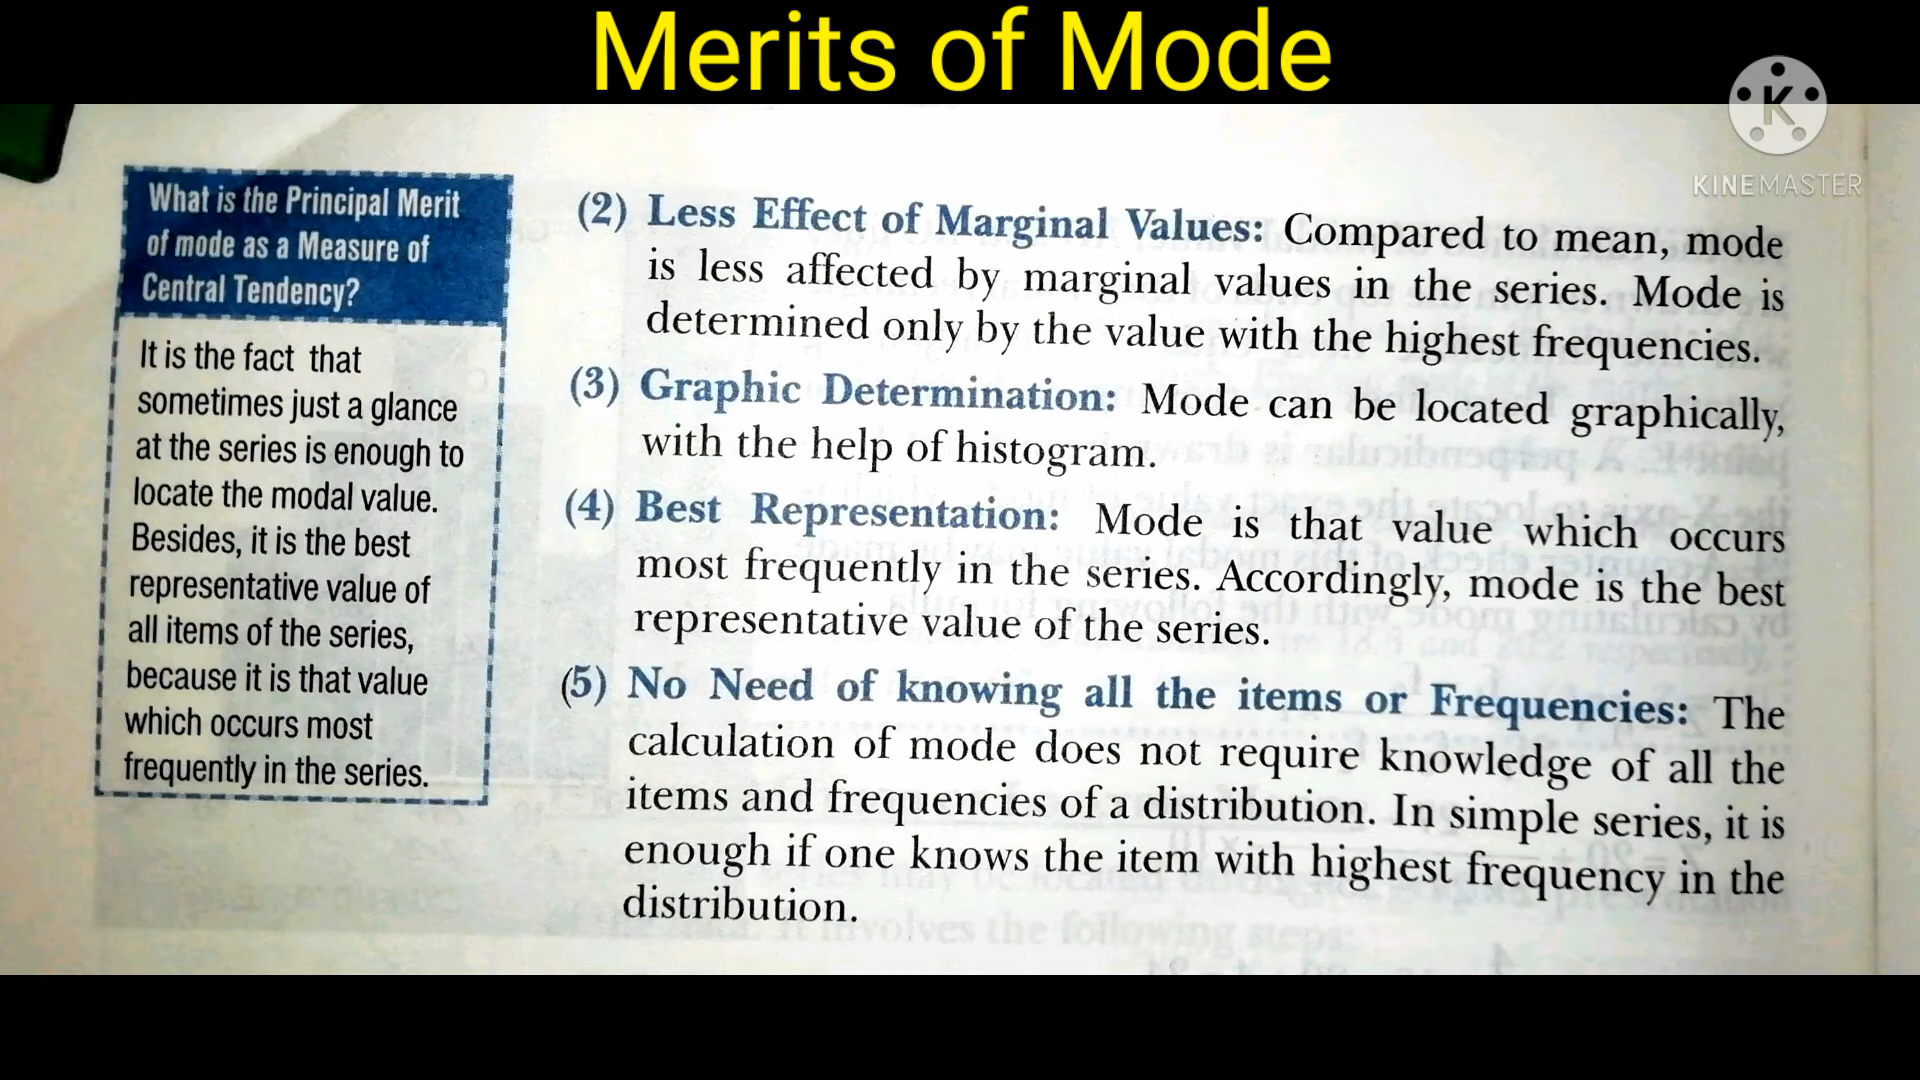 Merits of Mode
K
KINEMASTER
What is the Principal Merit
of mode as a Measure of
Central Tendency?
It is the fact that
sometimes just a glance
at the series is enough to
locate the modal value.
Besides, it is the best
representative value of
all items of the series,
because it is that value
which occurs most
frequently in the series.
(2) Less Effect of Marginal Values: Compared to mean, mode
is less affected by marginal values in the series. Mode is
determined only by the value with the highest frequencies.
(3) Graphic Determination: Mode can be located graphically,
with the help of histogram.
(4) Best Representation: Mode is that value which occurs
most frequently in the series. Accordingly, mode is the best
representative value of the series.
(5) No Need of knowing all the items or Frequencies: The
calculation of mode does not require knowledge of all the
items and frequencies of a distribution. In simple series, it is
enough if one knows the item with highest frequency in the
distribution.